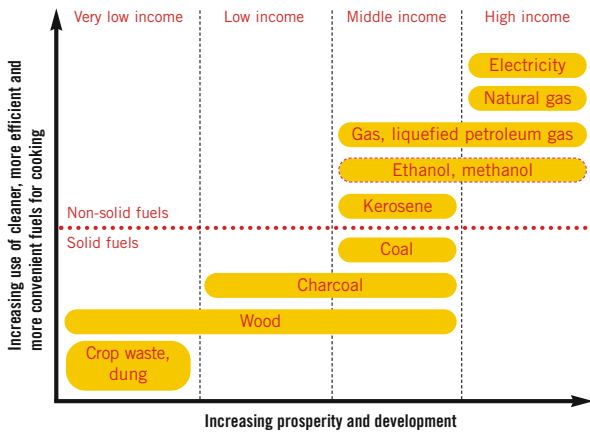 Very low income
Low income
Middle income
High income
Electricity
Natural gas
Gas, liquefied petroleum gas
Ethanol, methanol
Kerosene
Non-solid fuels
Solid fuels
Coal
Charcoal
Wood
Crop waste,
dung
Increasing use of cleaner, more efficient and
more convenient fuels for cooking
Increasing prosperity and development